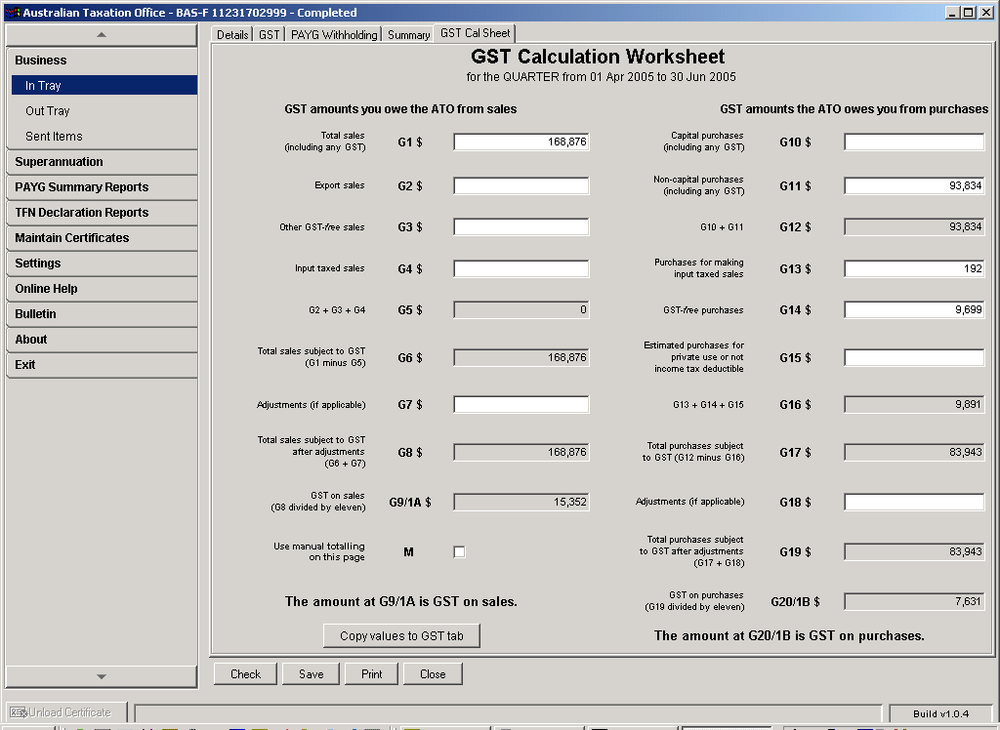 Australian Taxation Office - BAS-F 11231702999 - Completed
Business
In Tray
Out Tray
Sent Items
Superannuation
PAYG Summary Reports
TFN Declaration Reports
Maintain Certificates
Settings
Online Help
Bulletin
About
Exit
Details GST PAYG Withholding Summary GST Cal Sheet
GST Calculation Worksheet
for the QUARTER from 01 Apr 2005 to 30 Jun 2005
GST amounts you owe the ATO from sales
Total sales
(including any GST)
G1 $
168,876
Export sales
G2 $
Other GST-free sales
G3 $
Input taxed sales
G4 $
G2 + G3 + G4
G5 $
0
Total sales subject to GST
(G1 minus G5)
G6 $
168,876
Adjustments (if applicable)
G7 $
Total sales subject to GST
after adjustments
(G6 + G7)
G8 $
168,876
GST on sales
(G8 divided by eleven)
G9/1A $
15,352
Use manual totalling
on this page
M
The amount at G9/1A is GST on sales.
Copy values to GST tab
GST amounts the ATO owes you from purchases
Capital purchases
(including any GST)
G10 $
Non-capital purchases
(including any GST)
G11 $
93,834
G10 + G11
G12 $
93,834
Purchases for making
input taxed sales
G13 $
192
GST-free purchases
G14 $
9,699
Estimated purchases for
private use or not
income tax deductible
G15 $
G13 + G14 + G15
G16 $
9,891
Total purchases subject
to GST (G12 minus G16)
G17 $
83,943
Adjustments (if applicable)
G18 $
Total purchases subject
to GST after adjustments
(G17 + G18)
G19 $
83,943
GST on purchases
(G19 divided by eleven)
G20/1B $
7,631
The amount at G20/1B is GST on purchases.
Check Save Print Close
Unload Certificate
Build v1.0.4